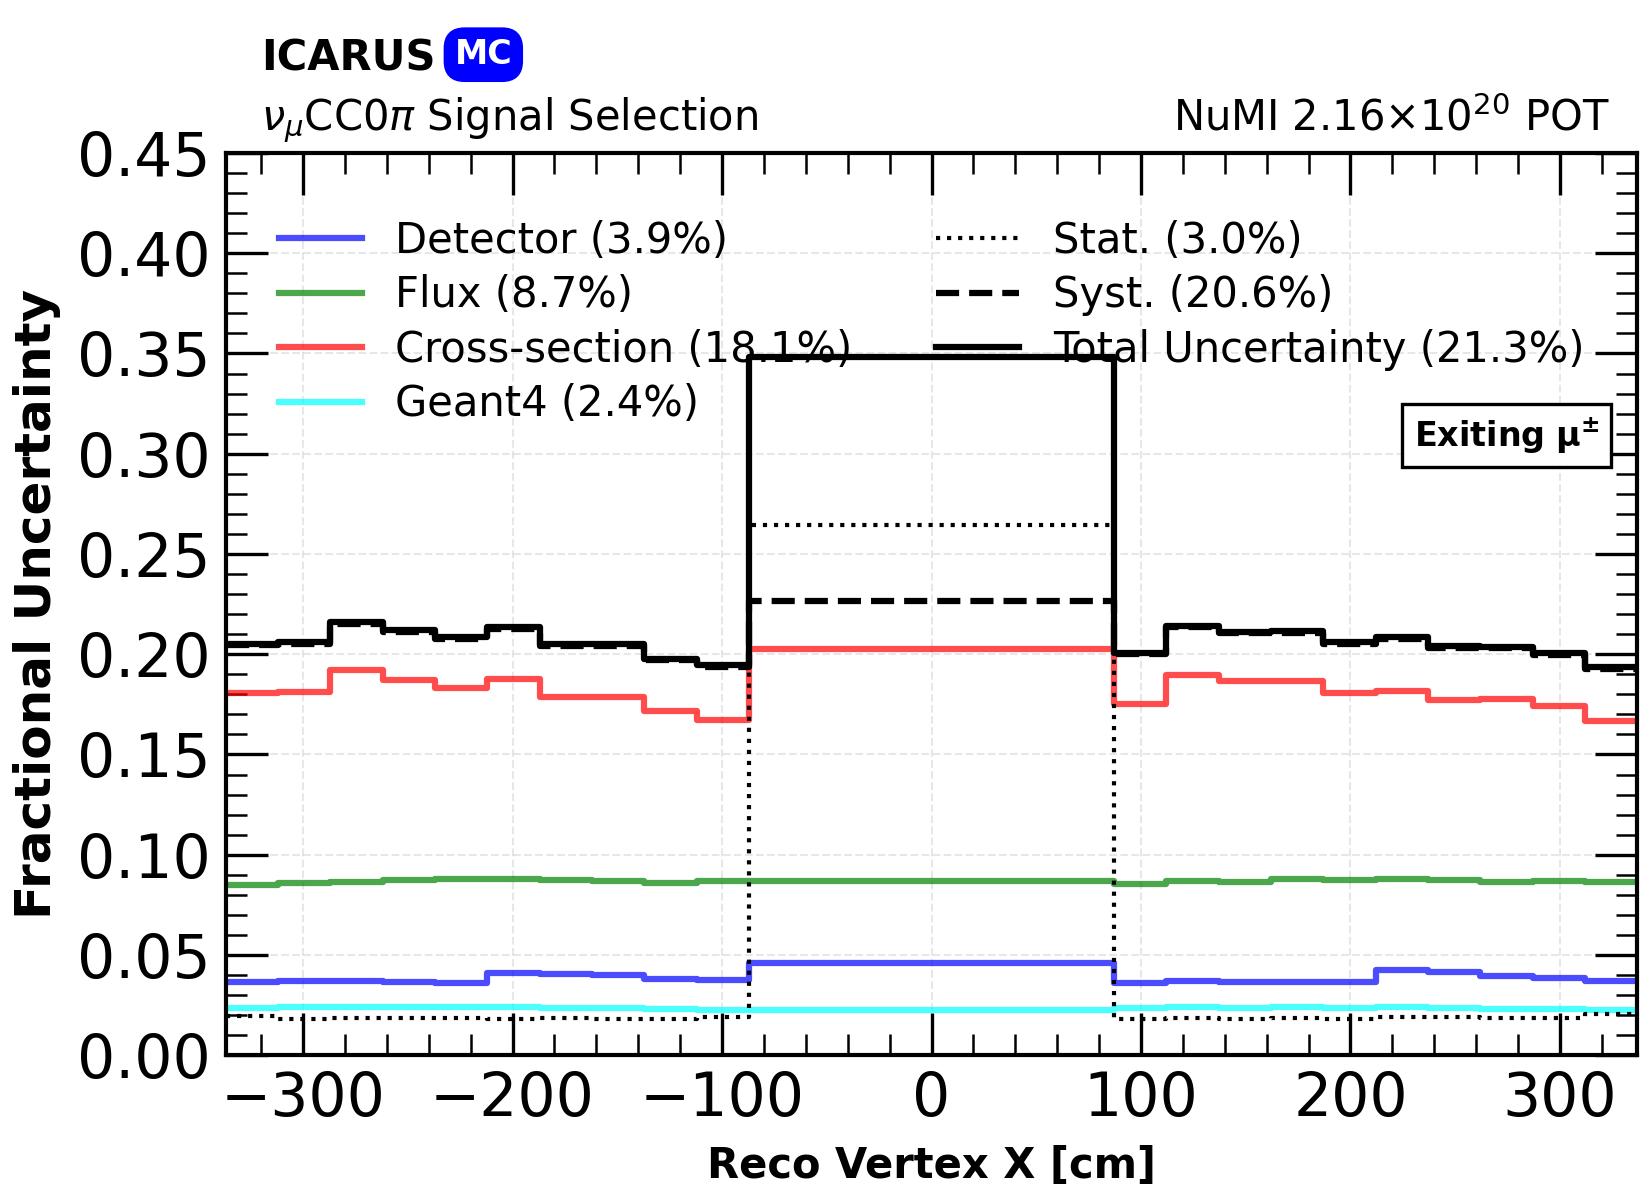 ICARUS MC
νμCC0π Signal Selection
NuMI 2.16×10²⁰ POT
0.45
0.40
0.35
0.30
0.25
0.20
0.15
0.10
0.05
0.00
Fractional Uncertainty
Detector (3.9%)
Flux (8.7%)
Cross-section (18.1%)
Geant4 (2.4%)
Stat. (3.0%)
Syst. (20.6%)
Total Uncertainty (21.3%)
Exiting μ±
−300 −200 −100 0 100 200 300
Reco Vertex X [cm]